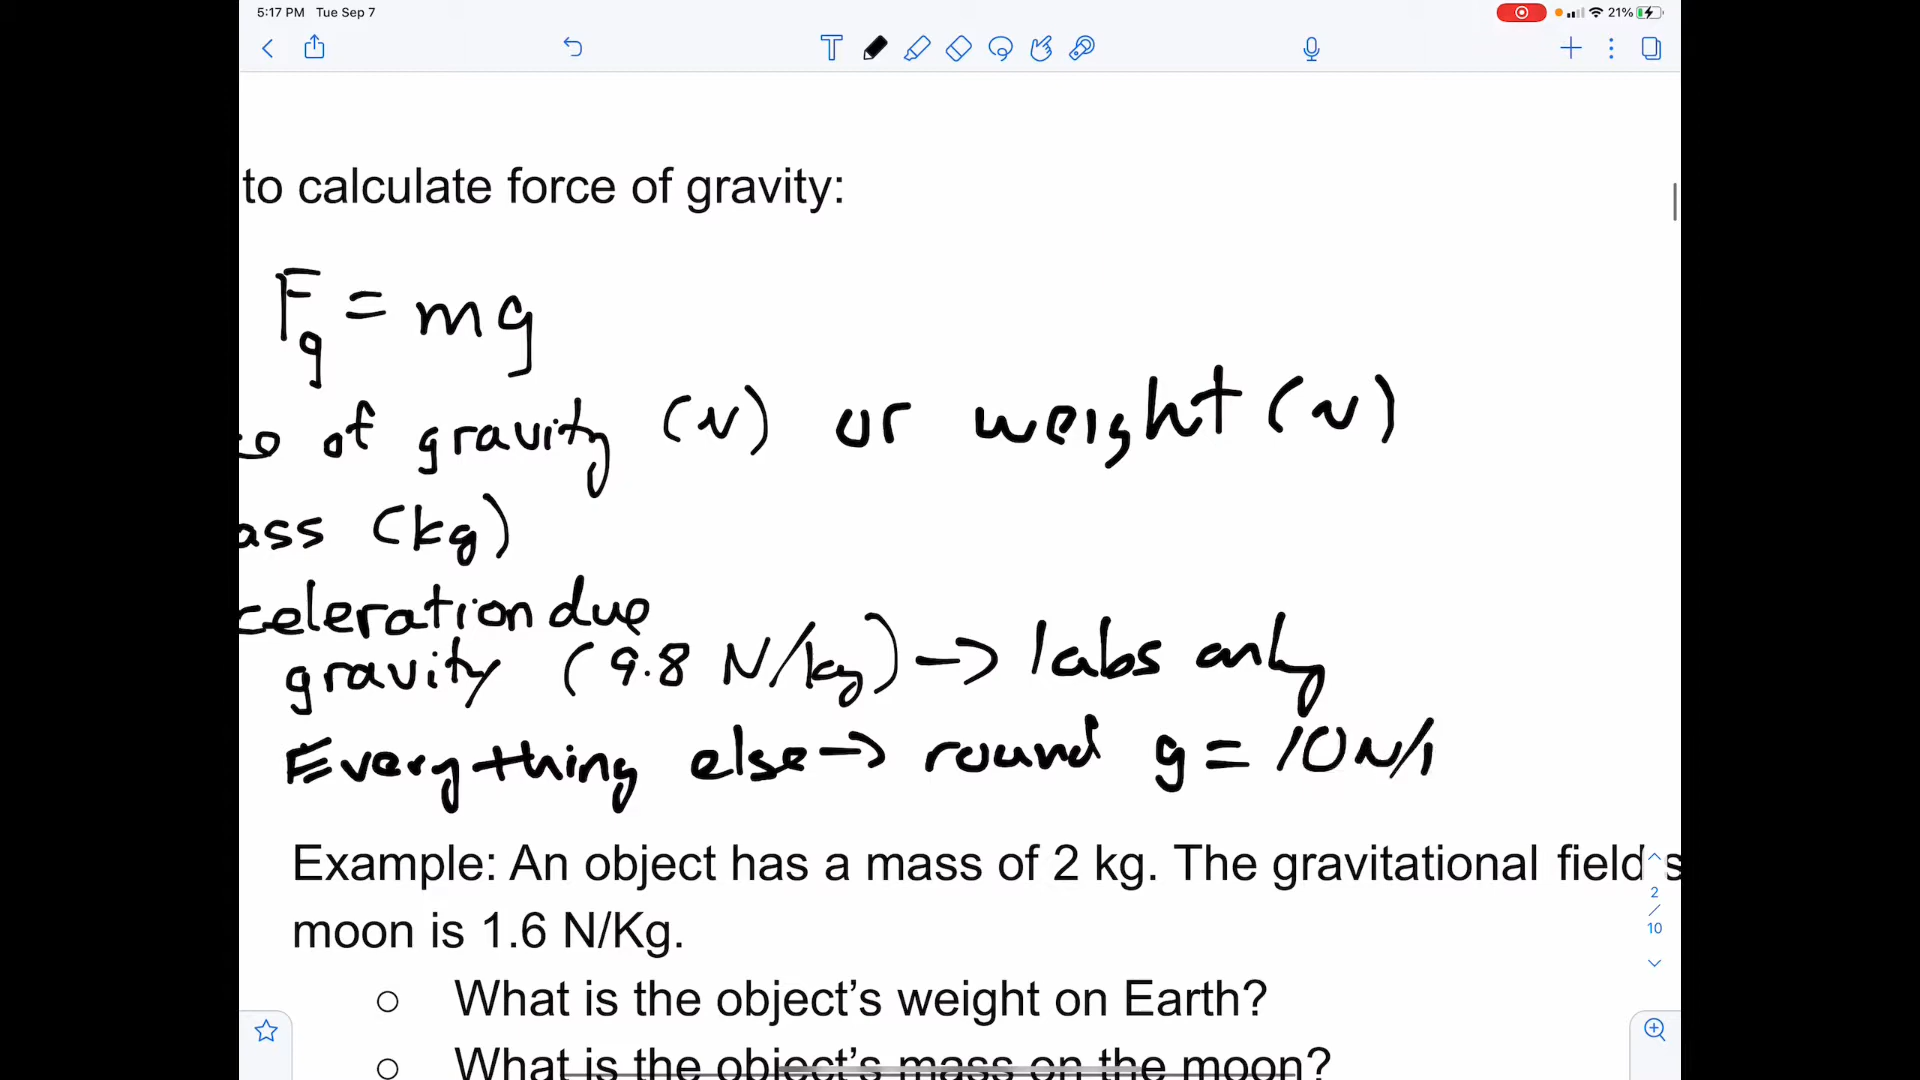 5:17 PM Tue Sep 7
21%
to calculate force of gravity:
Fg = mg
of gravity (N) or weight (N)
ass (kg)
celeration due
gravity (9.8 N/kg) → labs only
Everything else → round g = 10 N/
Example: An object has a mass of 2 kg. The gravitational field s
moon is 1.6 N/Kg.
2 / 10
○ What is the object's weight on Earth?
○ What is the object's mass on the moon?